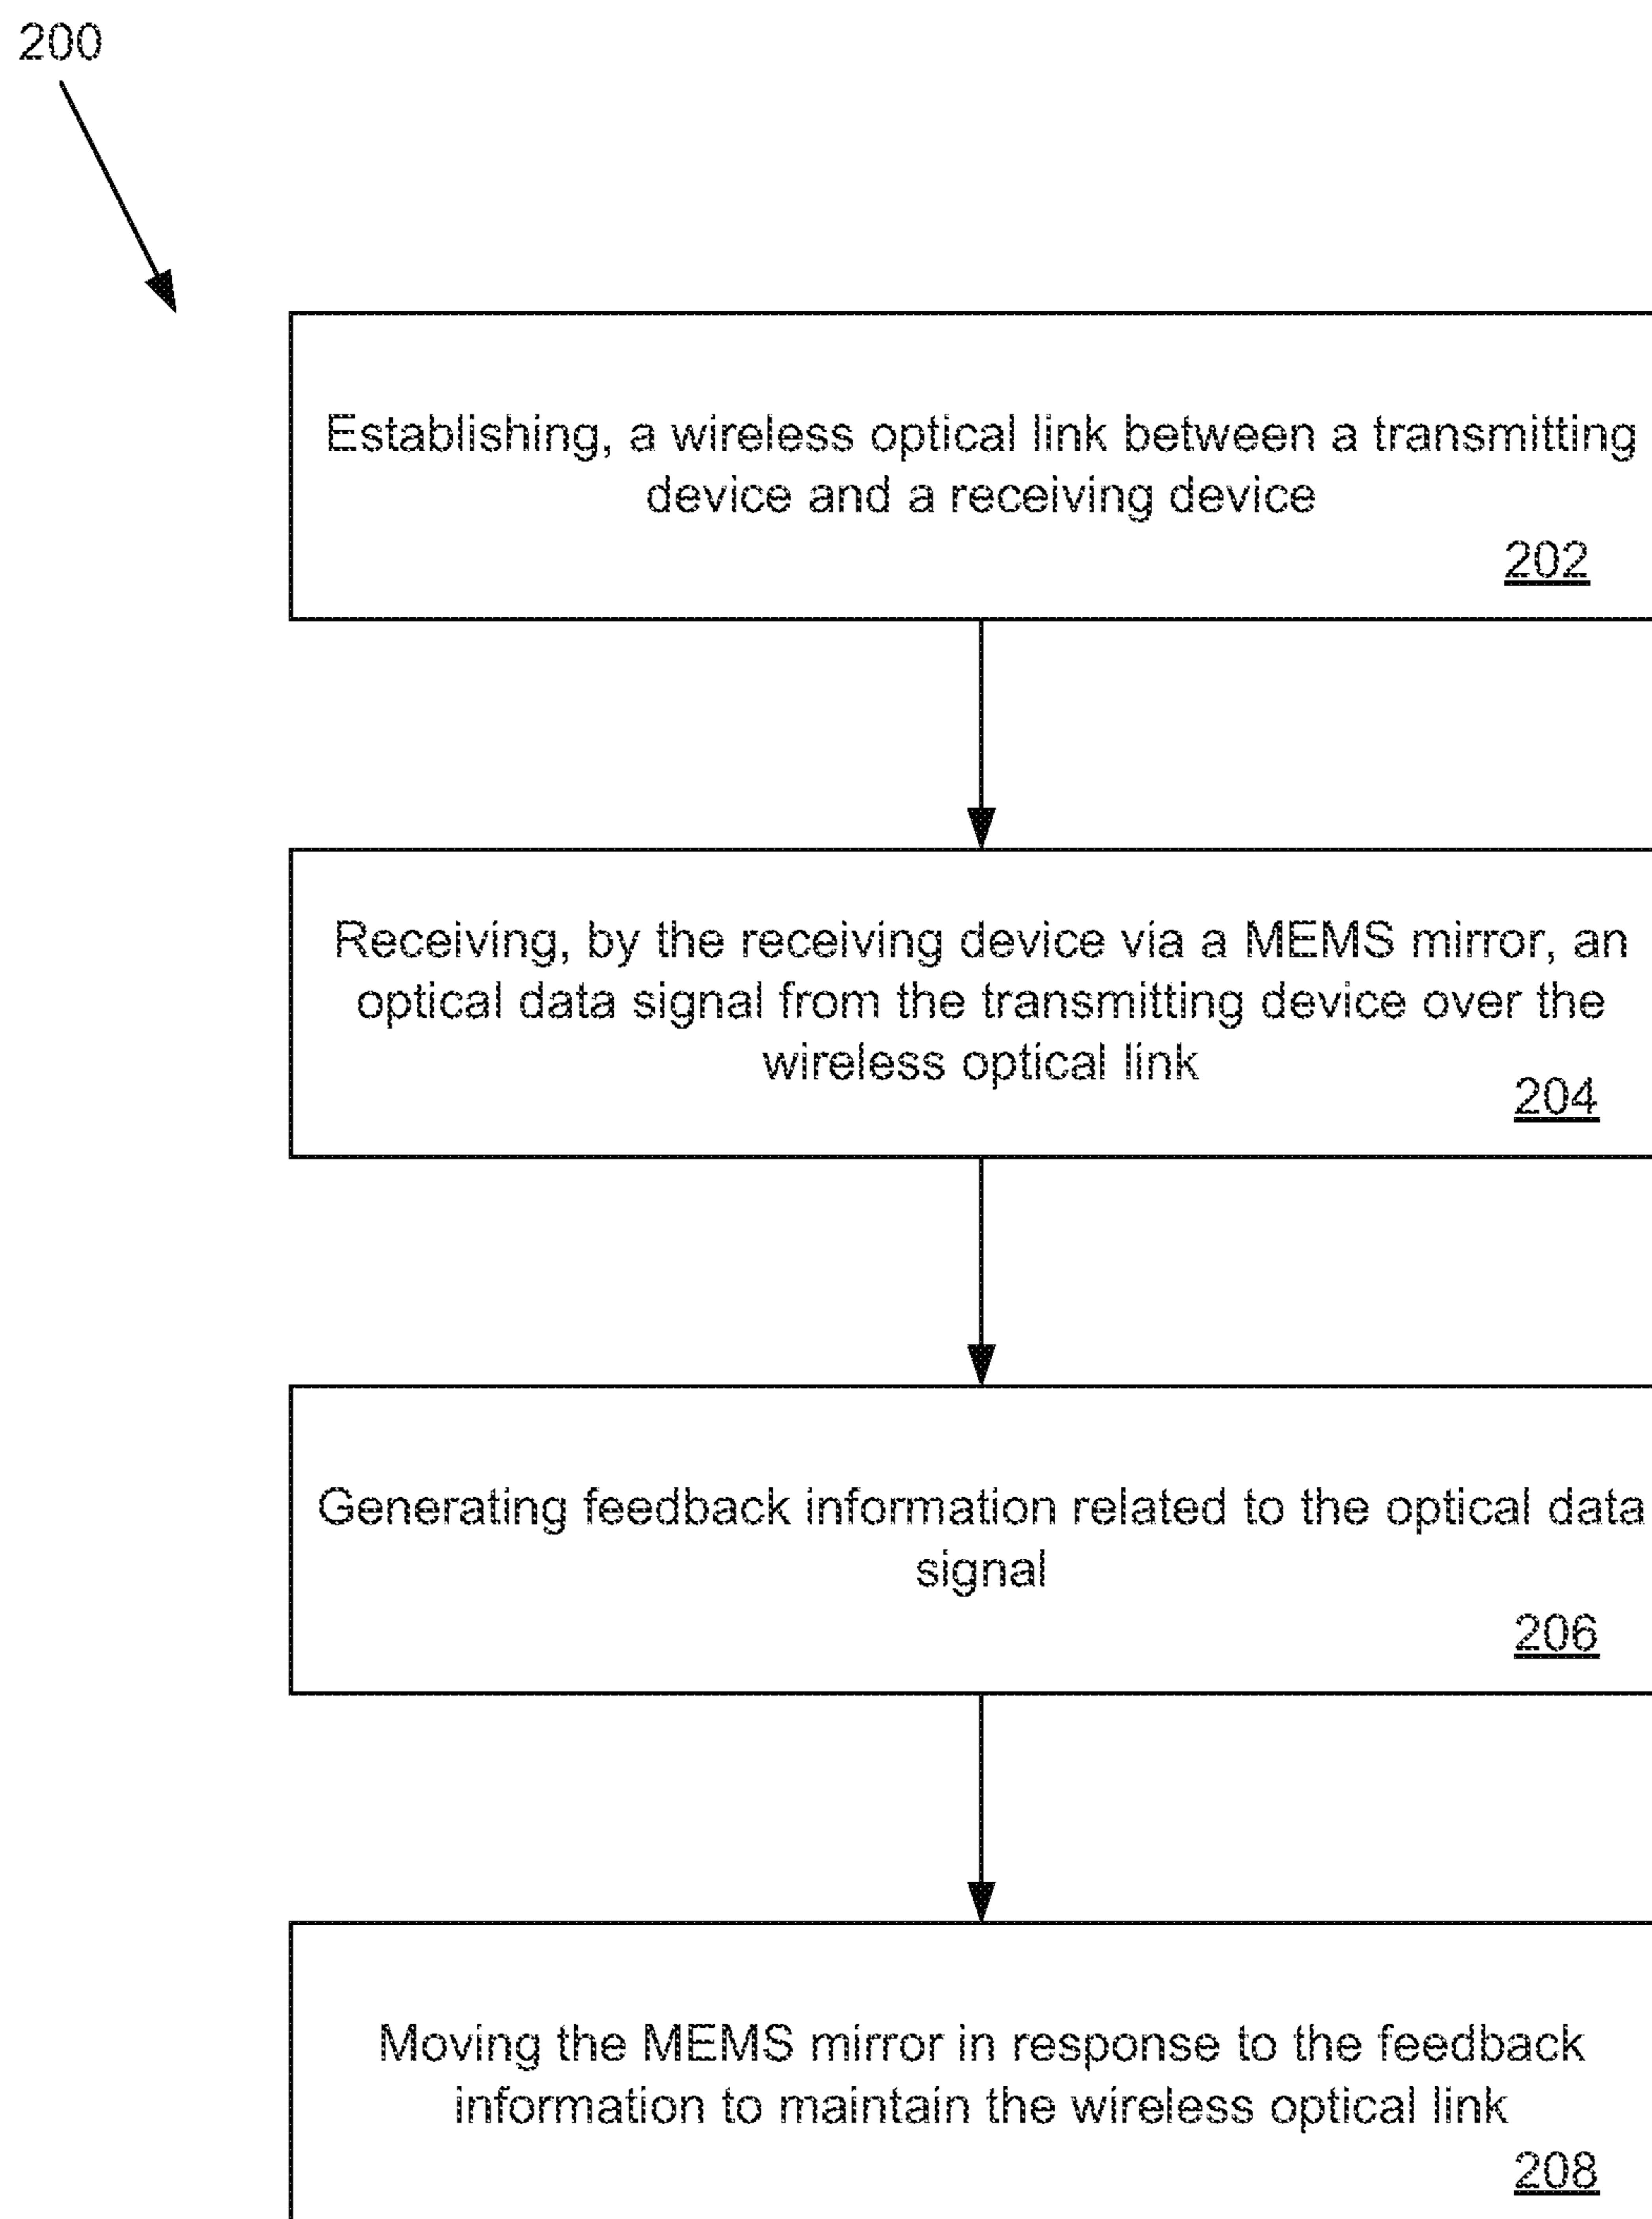 200
Establishing, a wireless optical link between a transmitting
device and a receiving device
202
Receiving, by the receiving device via a MEMS mirror, an
optical data signal from the transmitting device over the
wireless optical link
204
Generating feedback information related to the optical data
signal
206
Moving the MEMS mirror in response to the feedback
information to maintain the wireless optical link
208